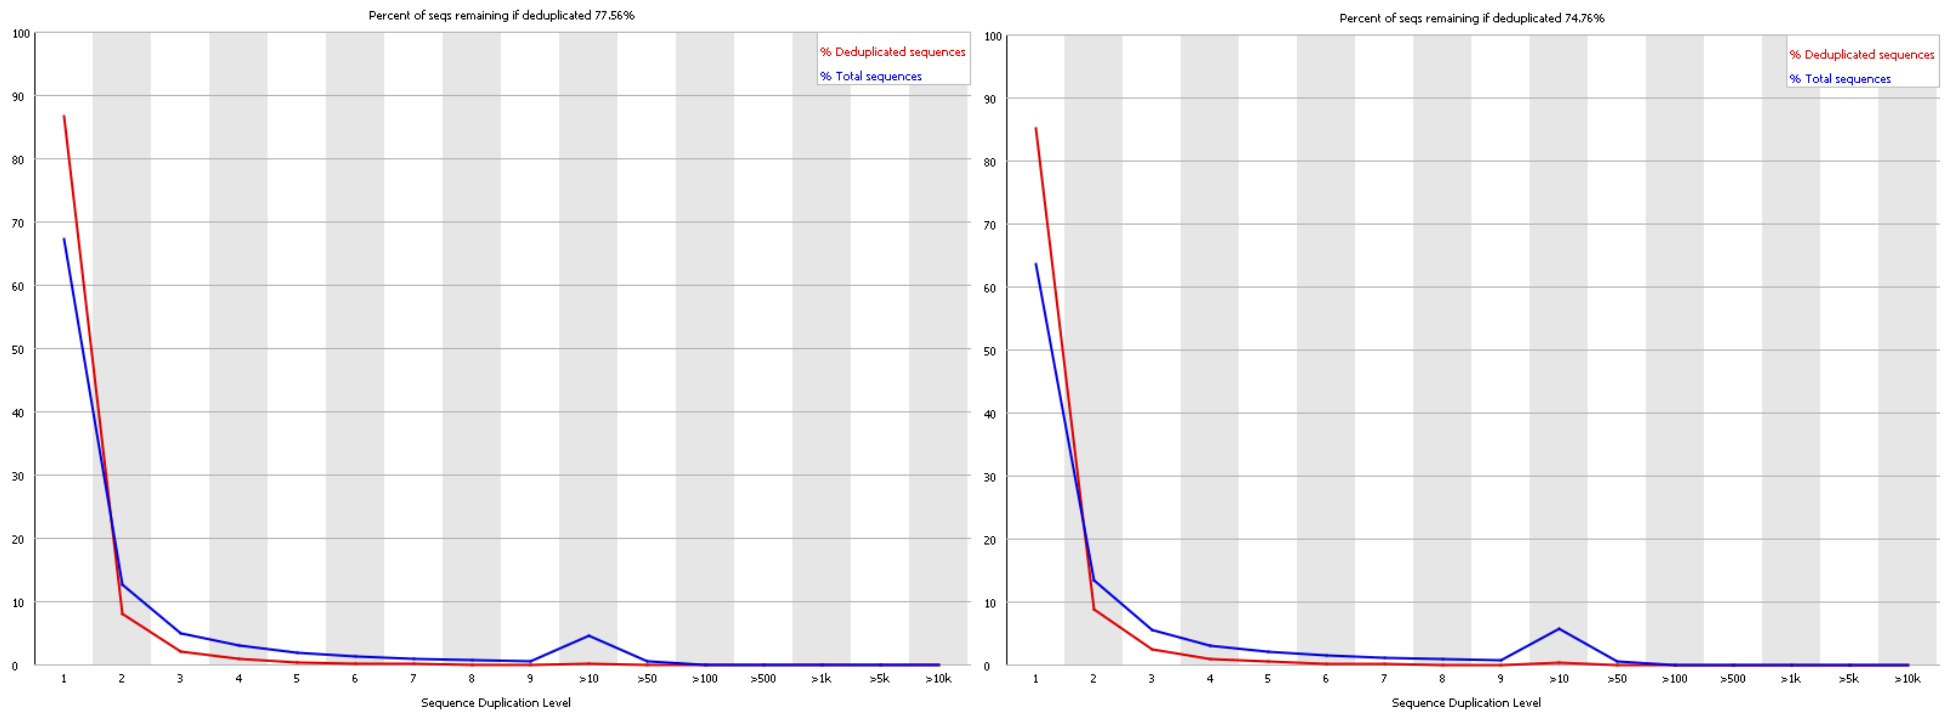 Percent of seqs remaining if deduplicated 77.56%
% Deduplicated sequences
% Total sequences
100
90
80
70
60
50
40
30
20
10
0
1 2 3 4 5 6 7 8 9 >10 >50 >100 >500 >1k >5k >10k
Sequence Duplication Level
Percent of seqs remaining if deduplicated 74.76%
% Deduplicated sequences
% Total sequences
100
90
80
70
60
50
40
30
20
10
0
1 2 3 4 5 6 7 8 9 >10 >50 >100 >500 >1k >5k >10k
Sequence Duplication Level